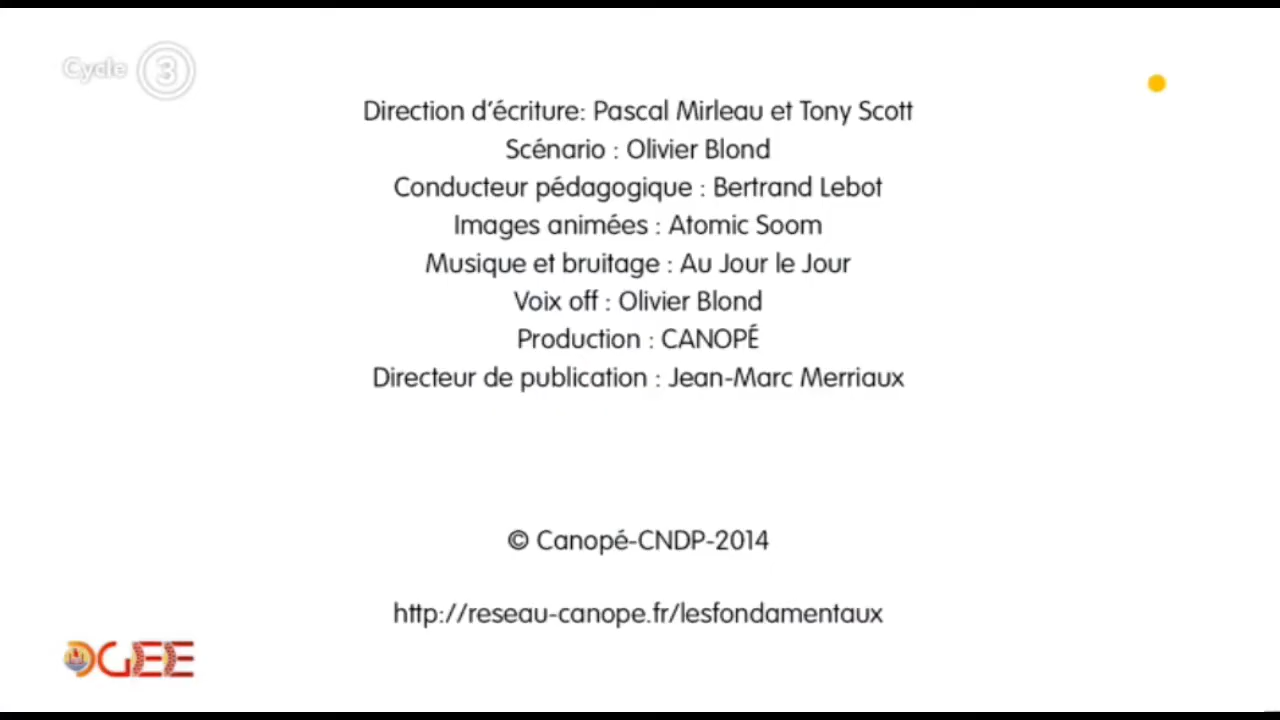 Cycle 3
Direction d'écriture: Pascal Mirleau et Tony Scott
Scénario : Olivier Blond
Conducteur pédagogique : Bertrand Lebot
Images animées : Atomic Soom
Musique et bruitage : Au Jour le Jour
Voix off : Olivier Blond
Production : CANOPÉ
Directeur de publication : Jean-Marc Merriaux
© Canopé-CNDP-2014
http://reseau-canope.fr/lesfondamentaux
DGEE